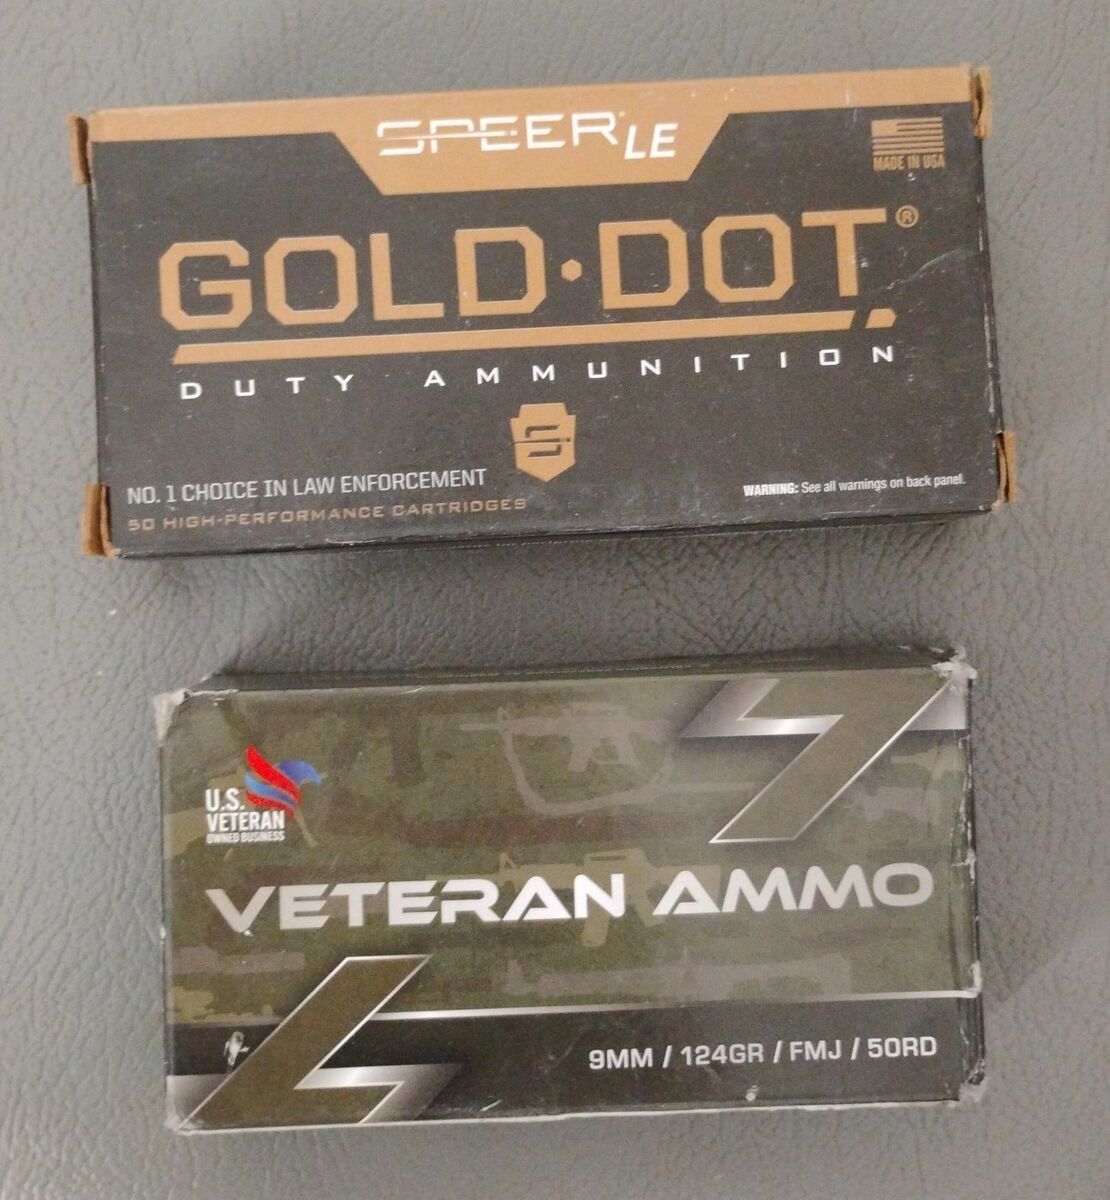 SPEER LE
MADE IN USA
GOLD·DOT®
DUTY AMMUNITION
NO. 1 CHOICE IN LAW ENFORCEMENT
50 HIGH-PERFORMANCE CARTRIDGES
WARNING: See all warnings on back panel.
U.S.
VETERAN
OWNED BUSINESS
VETERAN AMMO
9MM / 124GR / FMJ / 50RD